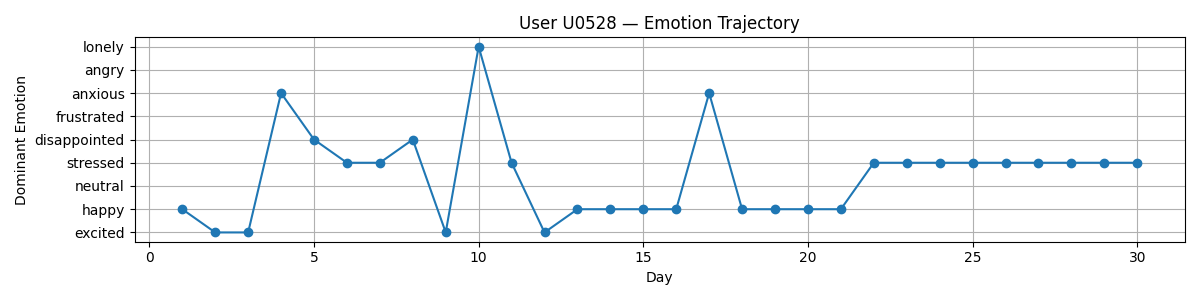 User U0528 — Emotion Trajectory
Dominant Emotion
lonely
angry
anxious
frustrated
disappointed
stressed
neutral
happy
excited
0 5 10 15 20 25 30
Day